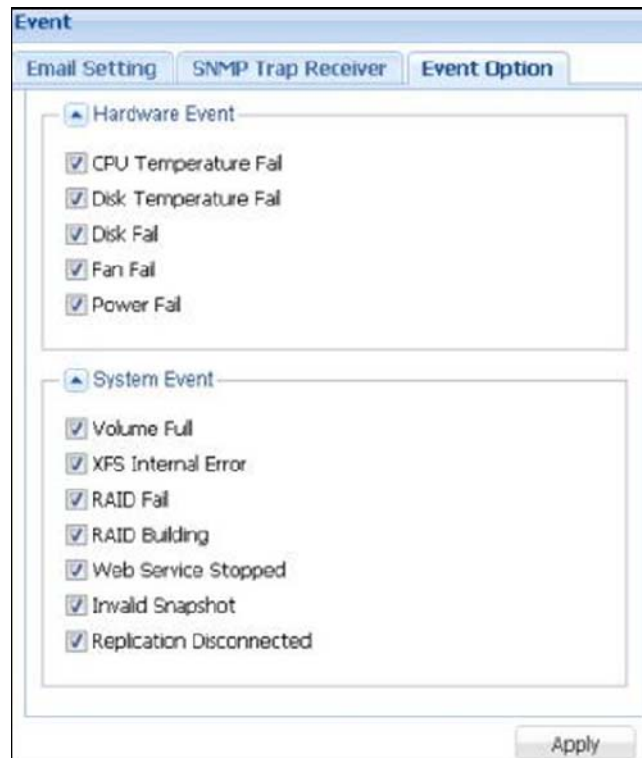 Event
Email Setting SNMP Trap Receiver Event Option
Hardware Event
CPU Temperature Fail
Disk Temperature Fail
Disk Fail
Fan Fail
Power Fail
System Event
Volume Full
XFS Internal Error
RAID Fail
RAID Building
Web Service Stopped
Invalid Snapshot
Replication Disconnected
Apply